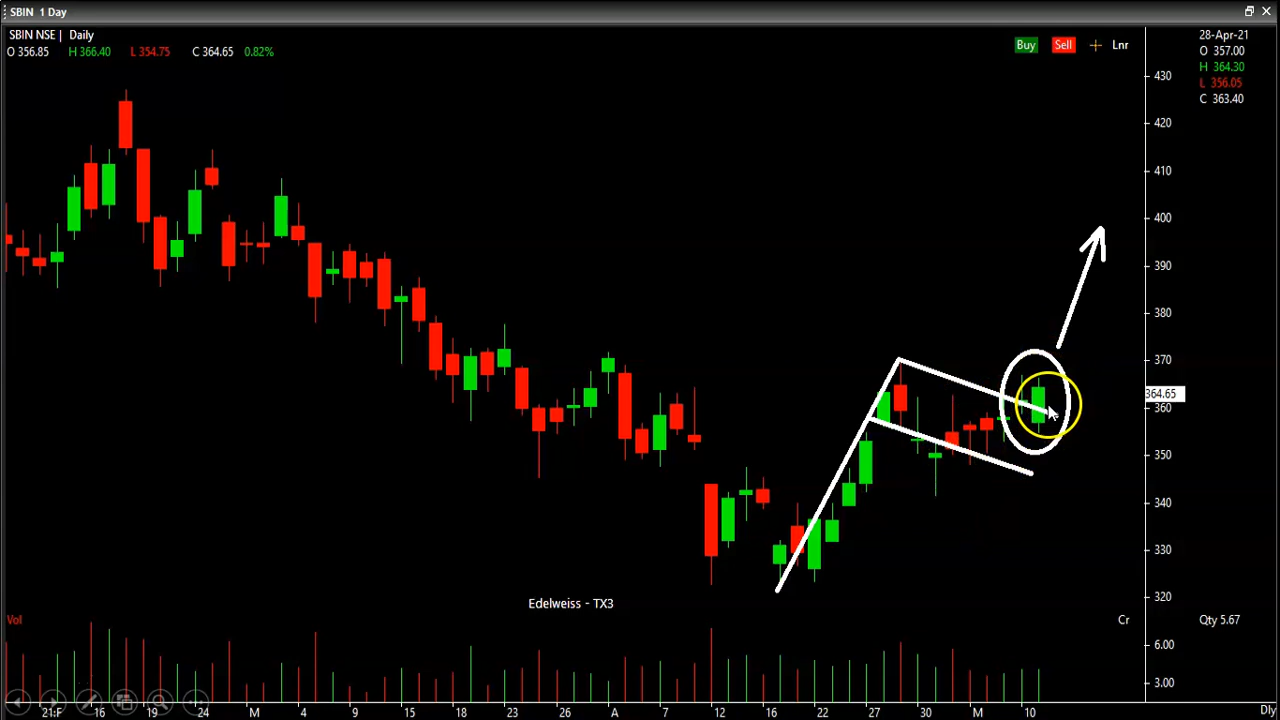 SBIN 1 Day
SBIN NSE | Daily
O 356.85 H 366.40 L 354.75 C 364.65 0.82%
Buy Sell Lnr
28-Apr-21
O 357.00
H 364.30
L 356.05
C 363.40
430
420
410
400
390
380
370
364.65
360
350
340
330
320
Edelweiss - TX3
Vol
Cr
Qty 5.67
6.00
3.00
21:F 16 19 24 M 4 9 15 18 23 26 A 7 12 16 22 27 30 M 10 Dly